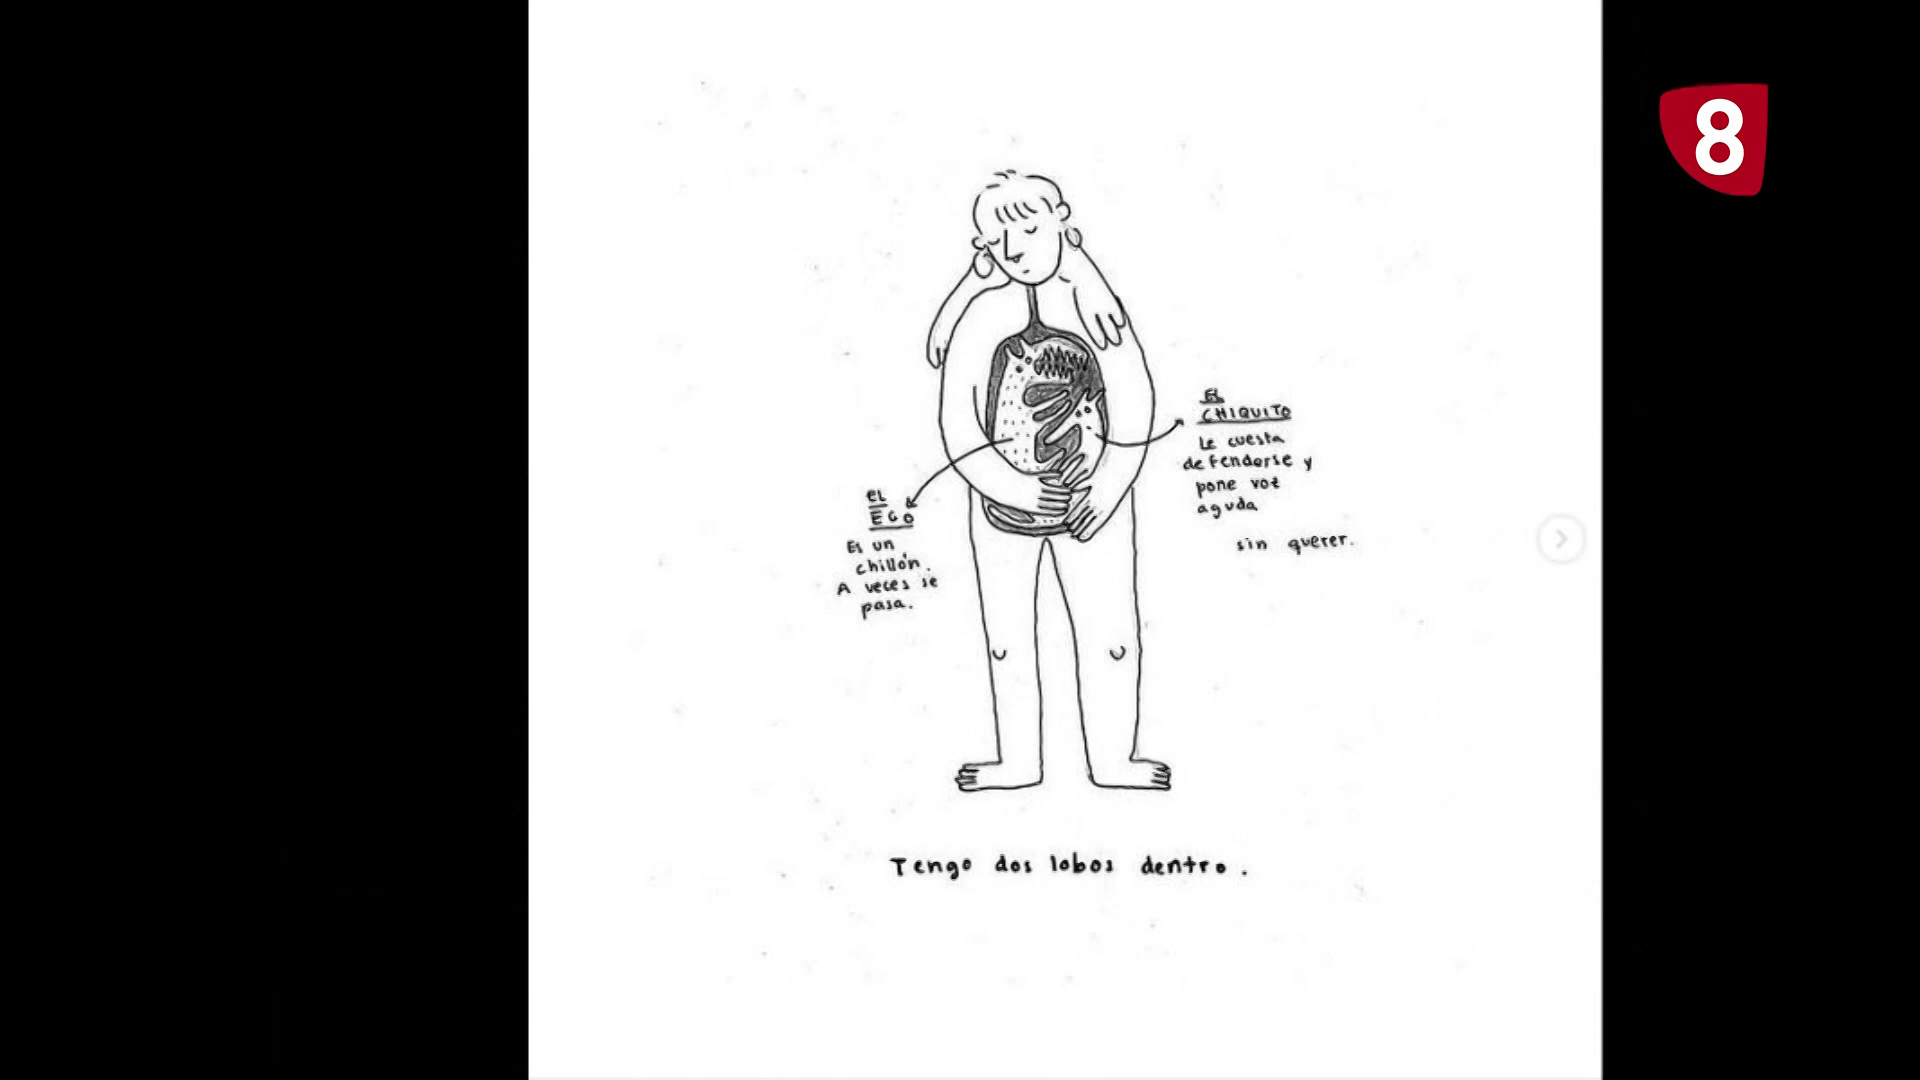 8
EL
CHIQUITO
Le cuesta
defenderse y
pone voz
aguda
sin querer.
EL
EGO
Es un
chillón.
A veces se
pasa.
Tengo dos lobos dentro.